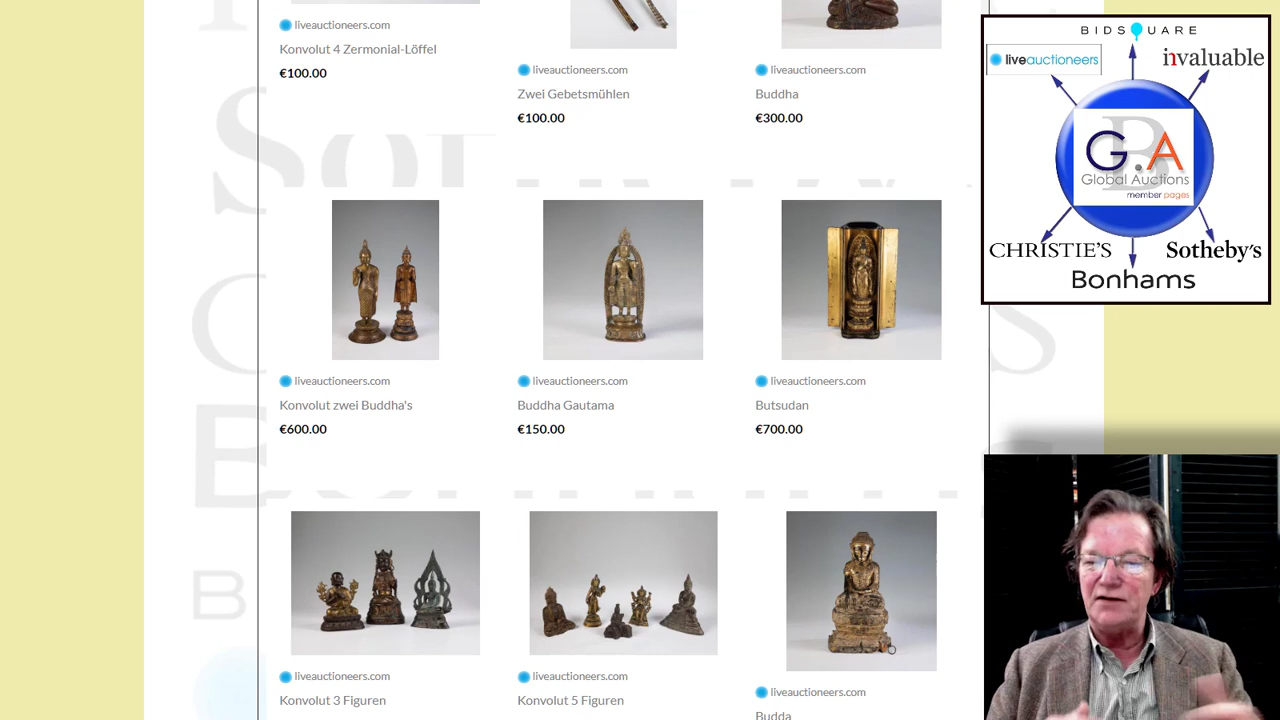 liveauctioneers.com
Konvolut 4 Zermonial-Löffel
€100.00
liveauctioneers.com
Zwei Gebetsmühlen
€100.00
liveauctioneers.com
Buddha
€300.00
liveauctioneers.com
Konvolut zwei Buddha's
€600.00
liveauctioneers.com
Buddha Gautama
€150.00
liveauctioneers.com
Butsudan
€700.00
liveauctioneers.com
Konvolut 3 Figuren
liveauctioneers.com
Konvolut 5 Figuren
liveauctioneers.com
Budda
BIDSQUARE
liveauctioneers
invaluable
B
G.A
Global Auctions
member pages
CHRISTIE'S
Sotheby's
Bonhams